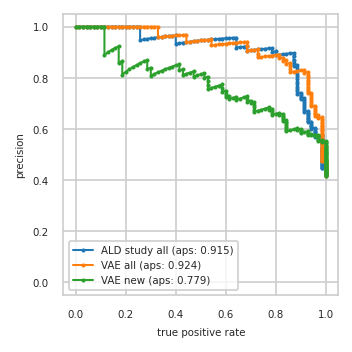 1.0
0.8
0.6
0.4
0.2
0.0
precision
ALD study all (aps: 0.915)
VAE all (aps: 0.924)
VAE new (aps: 0.779)
0.0 0.2 0.4 0.6 0.8 1.0
true positive rate